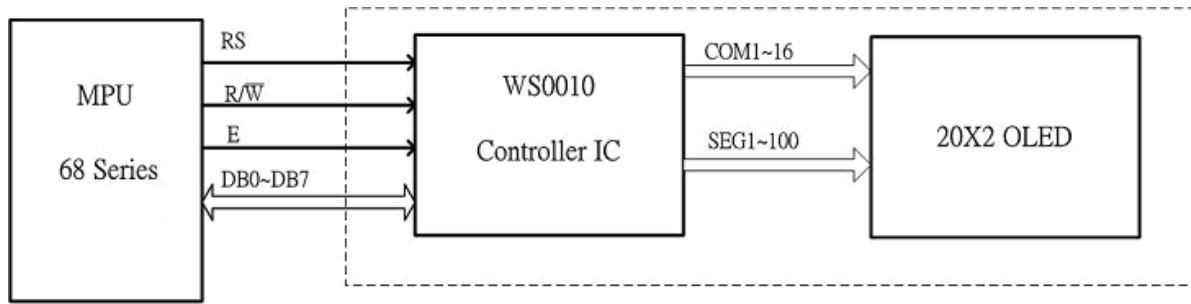 RS
MPU
68 Series
R/W̅
E
DB0~DB7
WS0010
Controller IC
COM1~16
SEG1~100
20X2 OLED